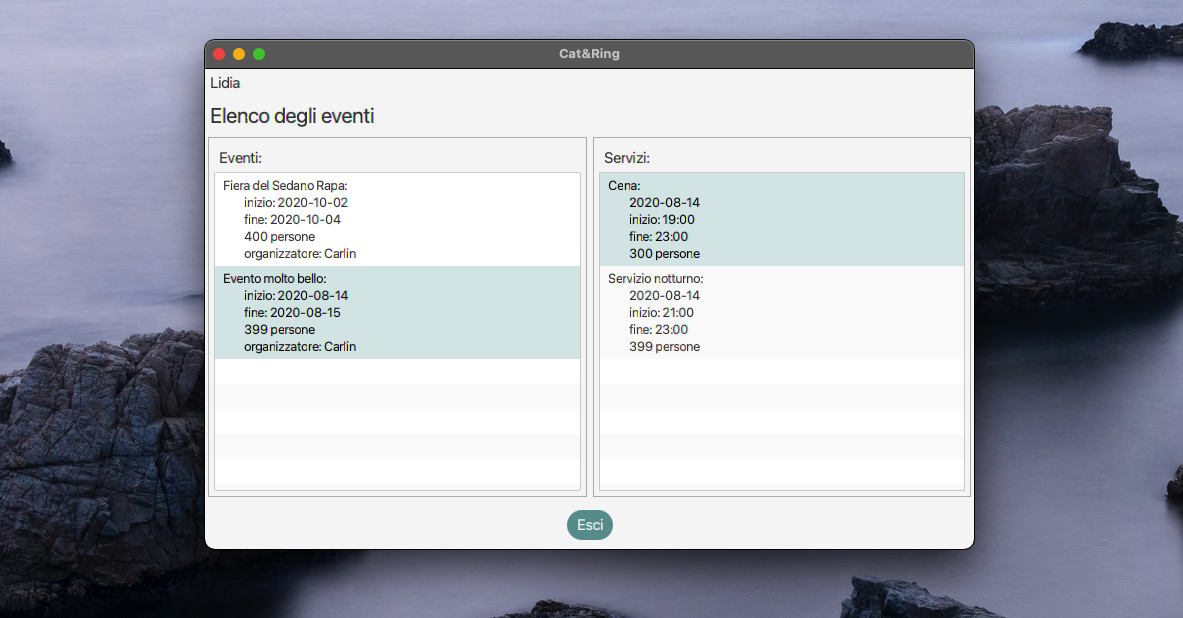 Cat&Ring
Lidia
Elenco degli eventi
Eventi:
Fiera del Sedano Rapa:
inizio: 2020-10-02
fine: 2020-10-04
400 persone
organizzatore: Carlin
Evento molto bello:
inizio: 2020-08-14
fine: 2020-08-15
399 persone
organizzatore: Carlin
Servizi:
Cena:
2020-08-14
inizio: 19:00
fine: 23:00
300 persone
Servizio notturno:
2020-08-14
inizio: 21:00
fine: 23:00
399 persone
Esci